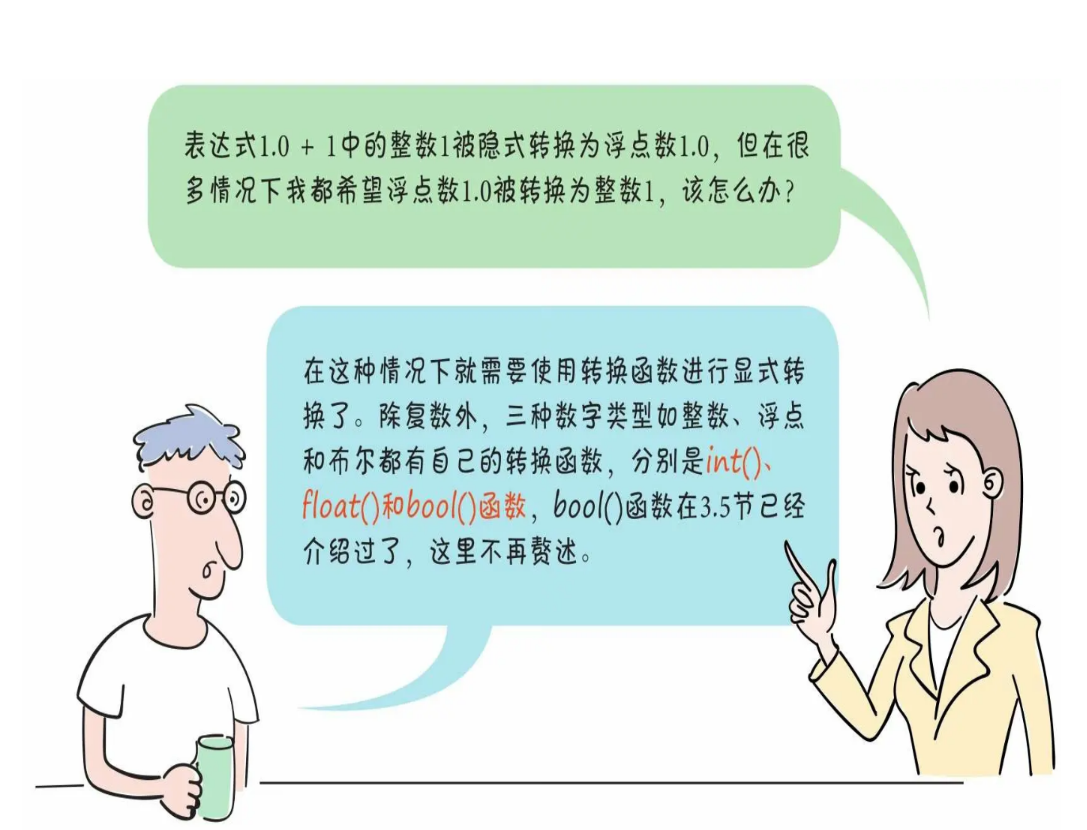 表达式1.0 + 1中的整数1被隐式转换为浮点数1.0，但在很
多情况下我都希望浮点数1.0被转换为整数1，该怎么办？
在这种情况下就需要使用转换函数进行显式转
换了。除复数外，三种数字类型如整数、浮点
和布尔都有自己的转换函数，分别是int()、
float()和bool()函数，bool()函数在3.5节已经
介绍过了，这里不再赘述。